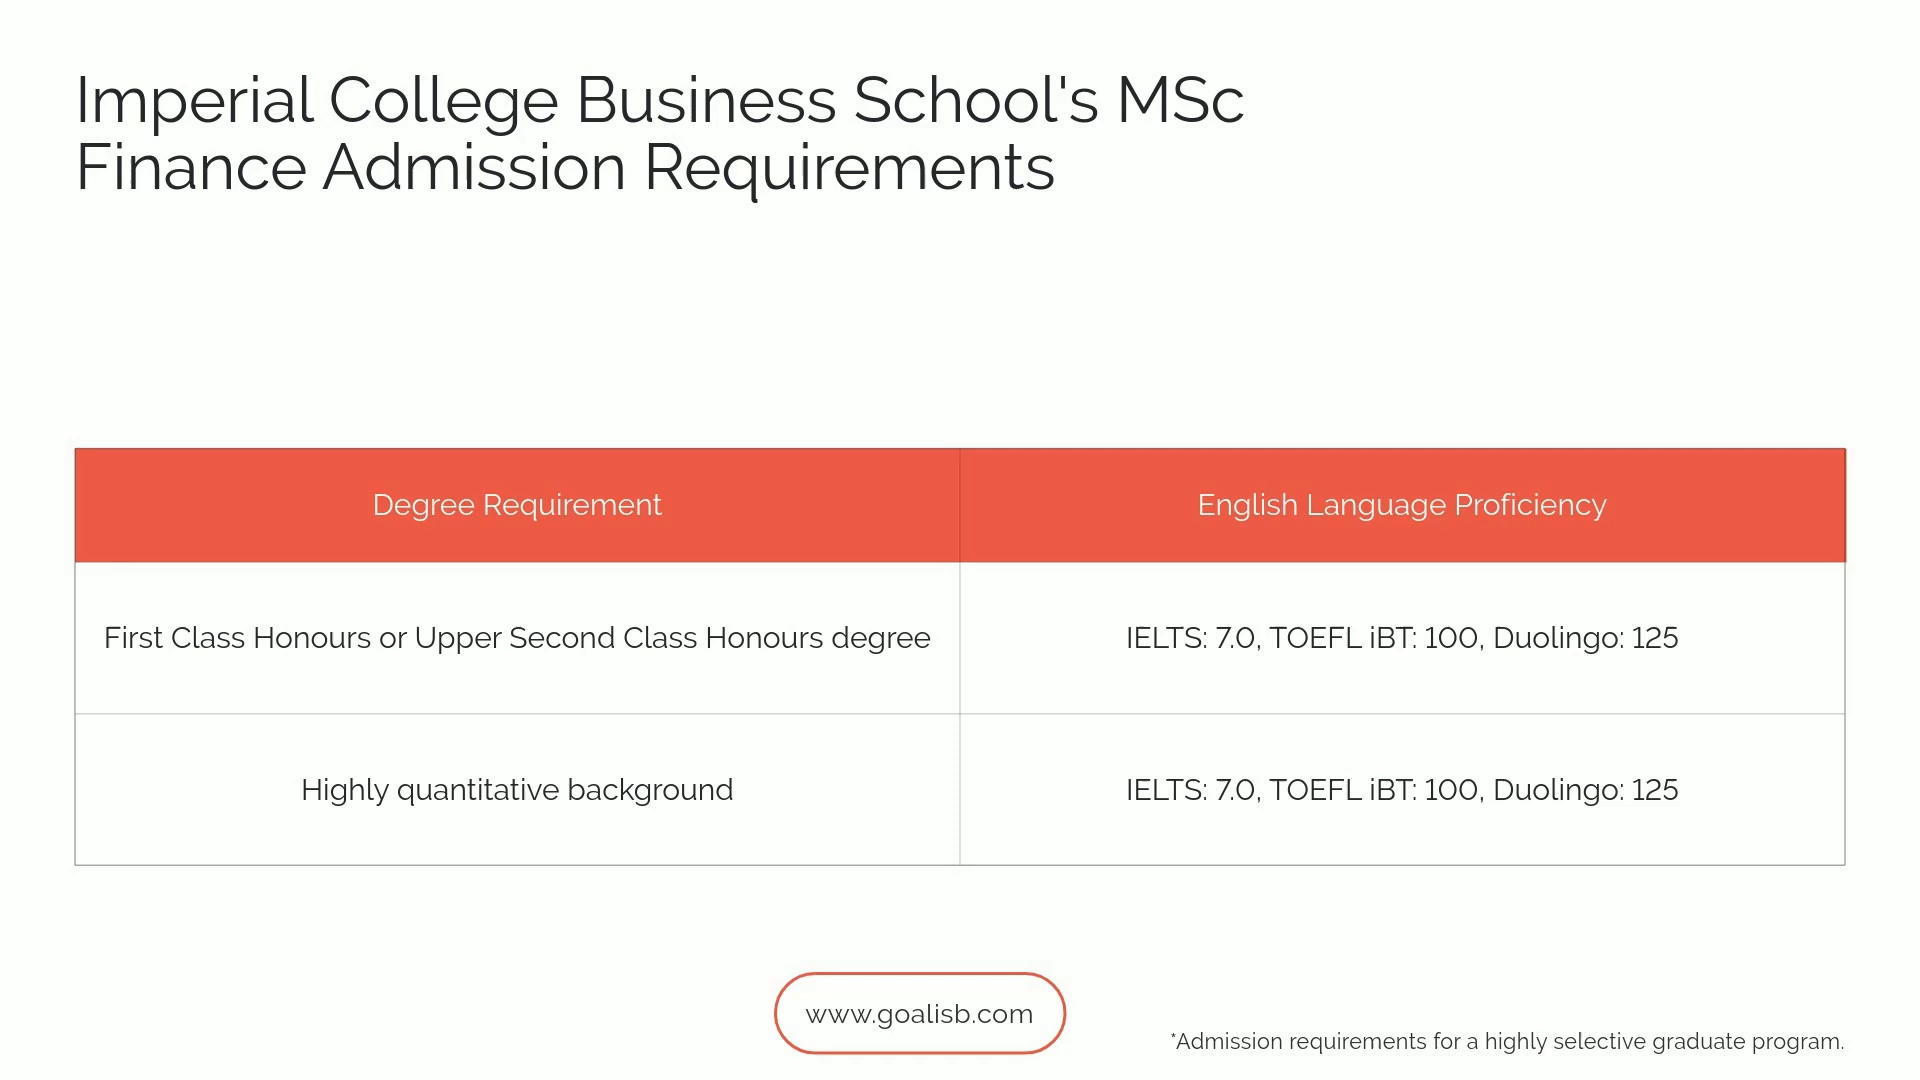 Imperial College Business School's MSc
Finance Admission Requirements
Degree Requirement
English Language Proficiency
First Class Honours or Upper Second Class Honours degree
IELTS: 7.0, TOEFL iBT: 100, Duolingo: 125
Highly quantitative background
IELTS: 7.0, TOEFL iBT: 100, Duolingo: 125
www.goalisb.com
*Admission requirements for a highly selective graduate program.